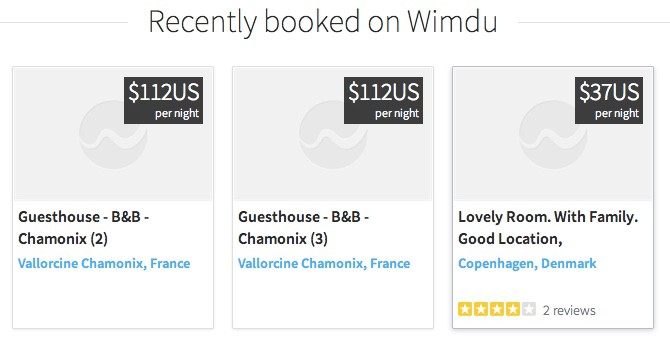 Recently booked on Wimdu
$112US
per night
Guesthouse - B&B -
Chamonix (2)
Vallorcine Chamonix, France
$112US
per night
Guesthouse - B&B -
Chamonix (3)
Vallorcine Chamonix, France
$37US
per night
Lovely Room. With Family.
Good Location,
Copenhagen, Denmark
2 reviews